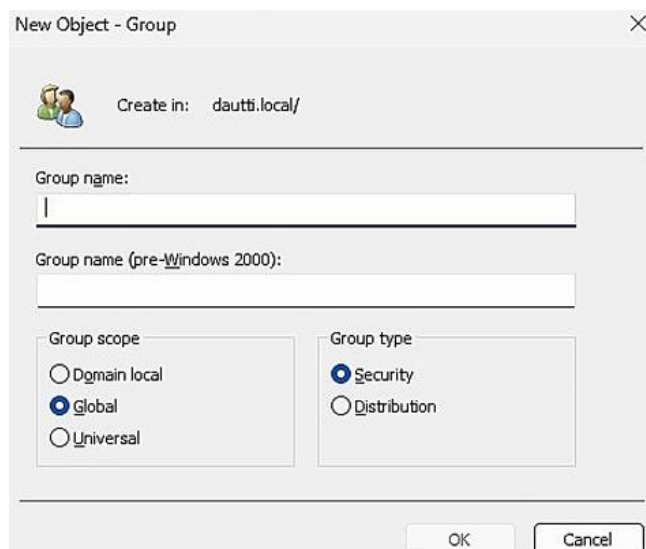 New Object - Group
Create in: dautti.local/
Group name:
Group name (pre-Windows 2000):
Group scope
Domain local
Global
Universal
Group type
Security
Distribution
OK
Cancel